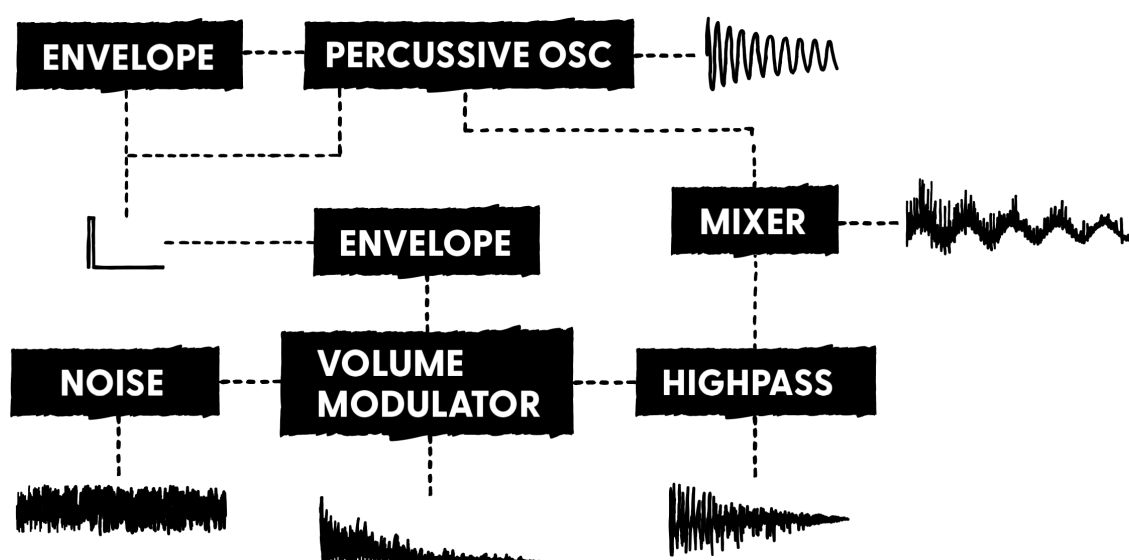 ENVELOPE
PERCUSSIVE OSC
ENVELOPE
MIXER
NOISE
VOLUME
MODULATOR
HIGHPASS